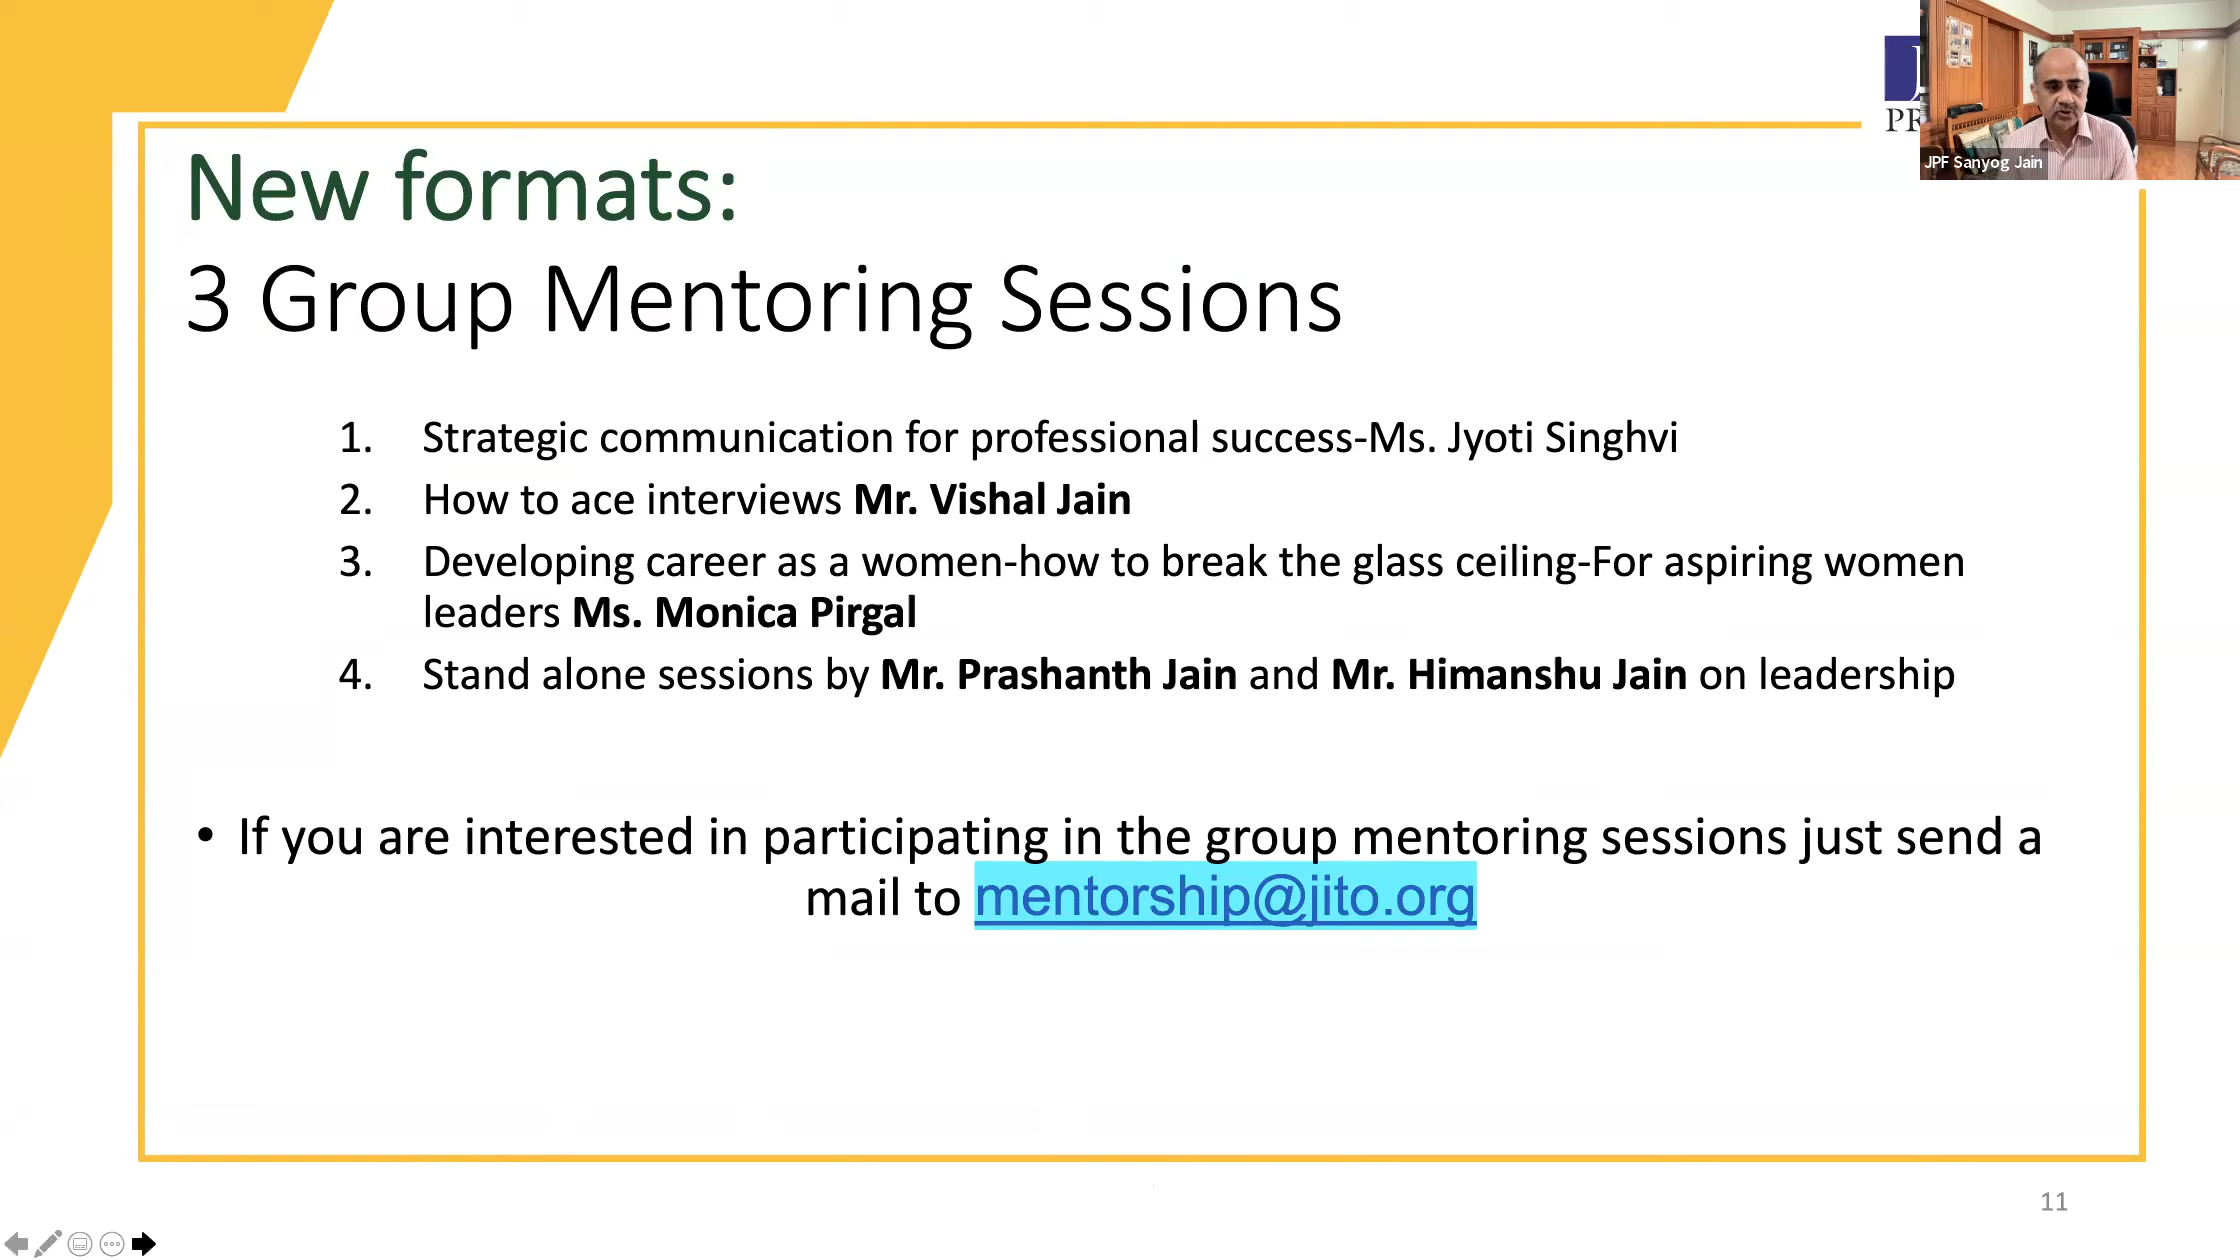 New formats:
3 Group Mentoring Sessions
J
PR
JPF Sanyog Jain
1. Strategic communication for professional success-Ms. Jyoti Singhvi
2. How to ace interviews Mr. Vishal Jain
3. Developing career as a women-how to break the glass ceiling-For aspiring women
leaders Ms. Monica Pirgal
4. Stand alone sessions by Mr. Prashanth Jain and Mr. Himanshu Jain on leadership
• If you are interested in participating in the group mentoring sessions just send a
mail to mentorship@jito.org
11